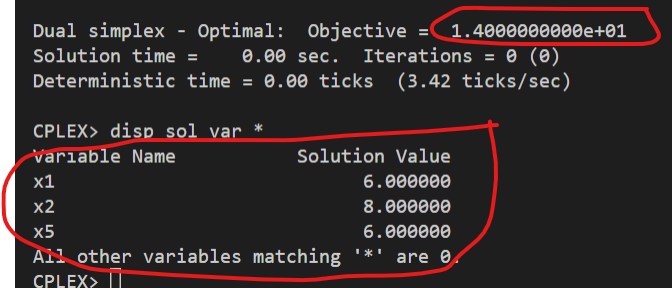 Dual simplex - Optimal:  Objective =   1.4000000000e+01
Solution time =    0.00 sec.  Iterations = 0 (0)
Deterministic time = 0.00 ticks  (3.42 ticks/sec)
CPLEX> disp sol var *
Variable Name           Solution Value
x1                            6.000000
x2                            8.000000
x5                            6.000000
All other variables matching '*' are 0.
CPLEX>